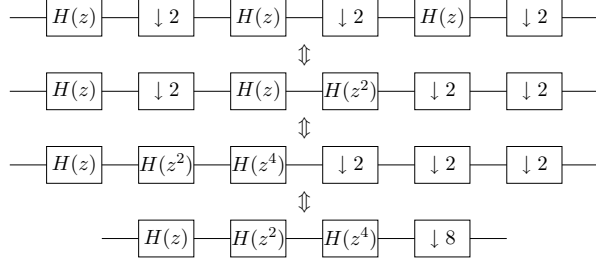 H(z) ↓ 2 H(z) ↓ 2 H(z) ↓ 2
⇕
H(z) ↓ 2 H(z) H(z²) ↓ 2 ↓ 2
⇕
H(z) H(z²) H(z⁴) ↓ 2 ↓ 2 ↓ 2
⇕
H(z) H(z²) H(z⁴) ↓ 8